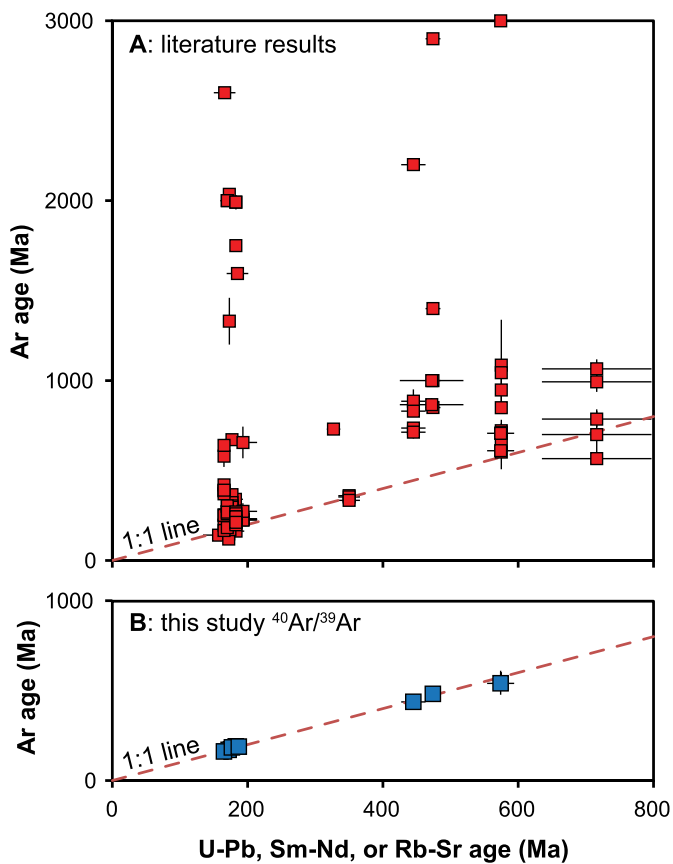 3000
A: literature results
2000
Ar age (Ma)
1000
1:1 line
0
1000
B: this study ⁴⁰Ar/³⁹Ar
Ar age (Ma)
1:1 line
0
0 200 400 600 800
U-Pb, Sm-Nd, or Rb-Sr age (Ma)